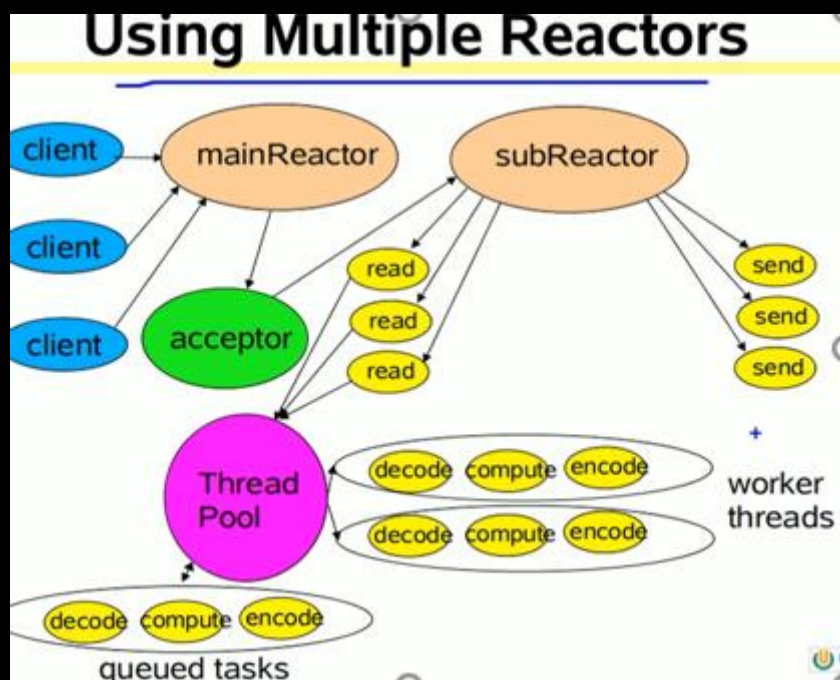 Using Multiple Reactors
client
mainReactor
subReactor
client
read
send
read
send
client
acceptor
read
send
Thread
Pool
decode compute encode
worker
threads
decode compute encode
decode compute encode
queued tasks